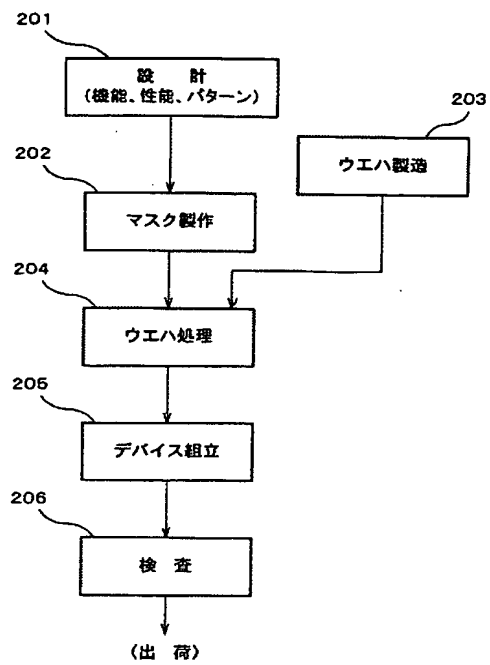 201
設 計
(機能、性能、パターン)
203
ウエハ製造
202
マスク製作
204
ウエハ処理
205
デバイス組立
206
検 査
(出 荷)